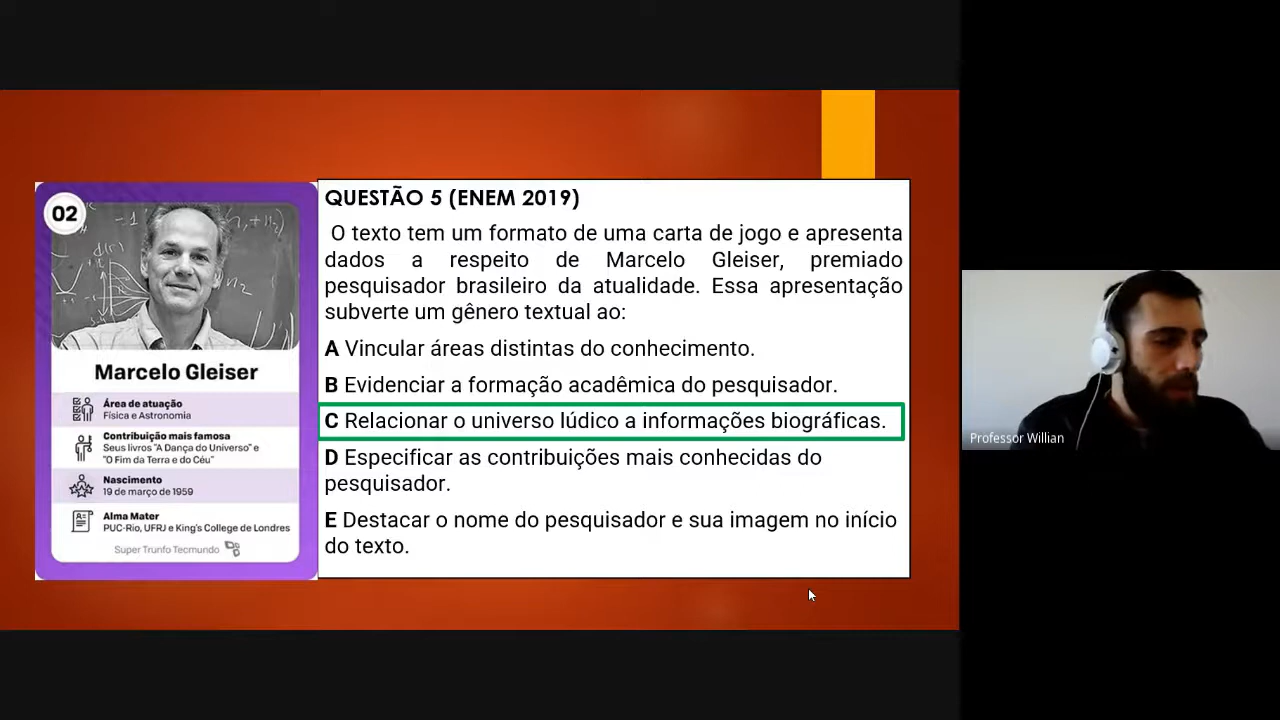 02
Marcelo Gleiser
Área de atuação
Física e Astronomia
Contribuição mais famosa
Seus livros "A Dança do Universo" e
"O Fim da Terra e do Céu"
Nascimento
19 de março de 1959
Alma Mater
PUC-Rio, UFRJ e King's College de Londres
Super Trunfo Tecmundo
QUESTÃO 5 (ENEM 2019)
O texto tem um formato de uma carta de jogo e apresenta
dados a respeito de Marcelo Gleiser, premiado
pesquisador brasileiro da atualidade. Essa apresentação
subverte um gênero textual ao:
A Vincular áreas distintas do conhecimento.
B Evidenciar a formação acadêmica do pesquisador.
C Relacionar o universo lúdico a informações biográficas.
D Especificar as contribuições mais conhecidas do
pesquisador.
E Destacar o nome do pesquisador e sua imagem no início
do texto.
Professor Willian